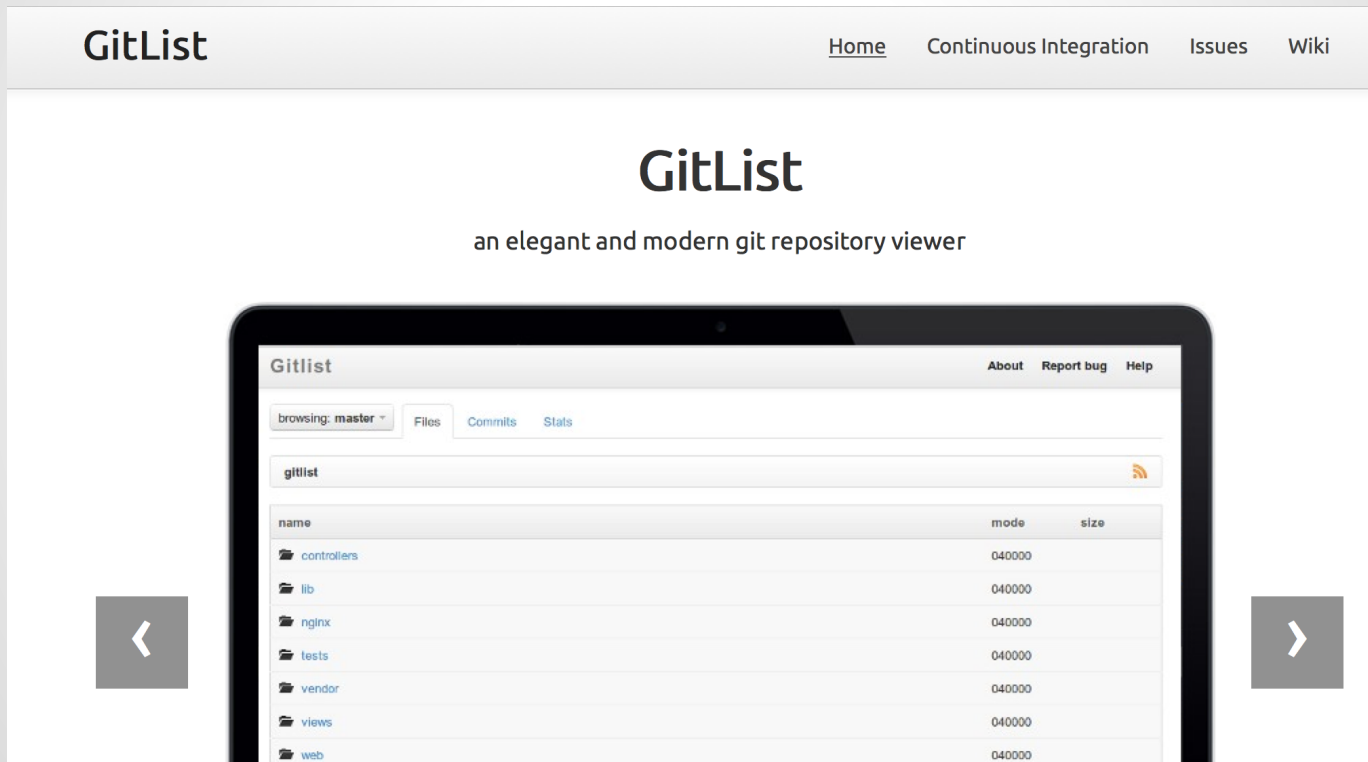 GitList Home Continuous Integration Issues Wiki
GitList
an elegant and modern git repository viewer
Gitlist About Report bug Help
browsing: master Files Commits Stats
gitlist
name mode size
controllers 040000
lib 040000
nginx 040000
tests 040000
vendor 040000
views 040000
web 040000